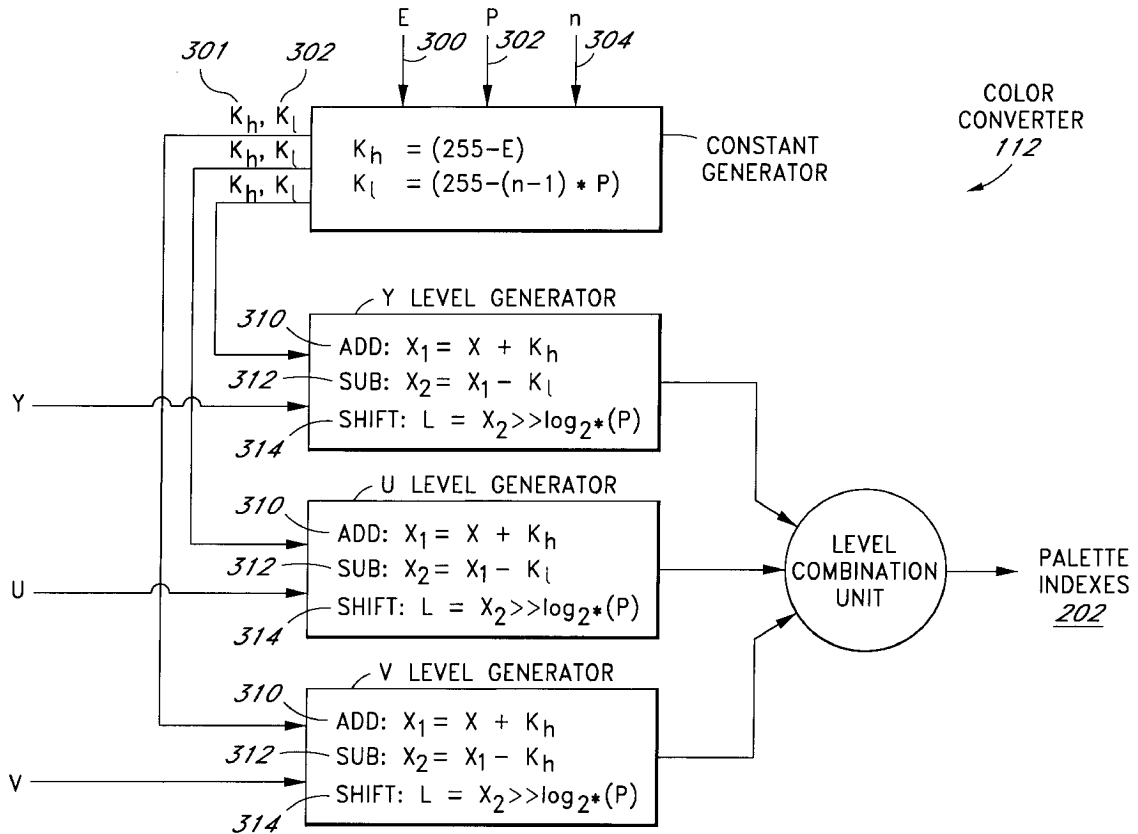 E P n
300 302 304
301 302
Kh, Kl
Kh, Kl
Kh, Kl
Kh = (255-E)
Kl = (255-(n-1) * P)
CONSTANT
GENERATOR
COLOR
CONVERTER
112
Y LEVEL GENERATOR
310
ADD: X1 = X + Kh
312
SUB: X2 = X1 - Kl
314
SHIFT: L = X2>>log2*(P)
Y
U LEVEL GENERATOR
310
ADD: X1 = X + Kh
312
SUB: X2 = X1 - Kl
314
SHIFT: L = X2>>log2*(P)
U
V LEVEL GENERATOR
310
ADD: X1 = X + Kh
312
SUB: X2 = X1 - Kh
314
SHIFT: L = X2>>log2*(P)
V
LEVEL
COMBINATION
UNIT
PALETTE
INDEXES
202